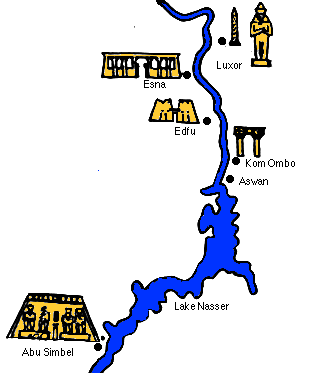 Luxor
Esna
Edfu
Kom Ombo
Aswan
Lake Nasser
Abu Simbel